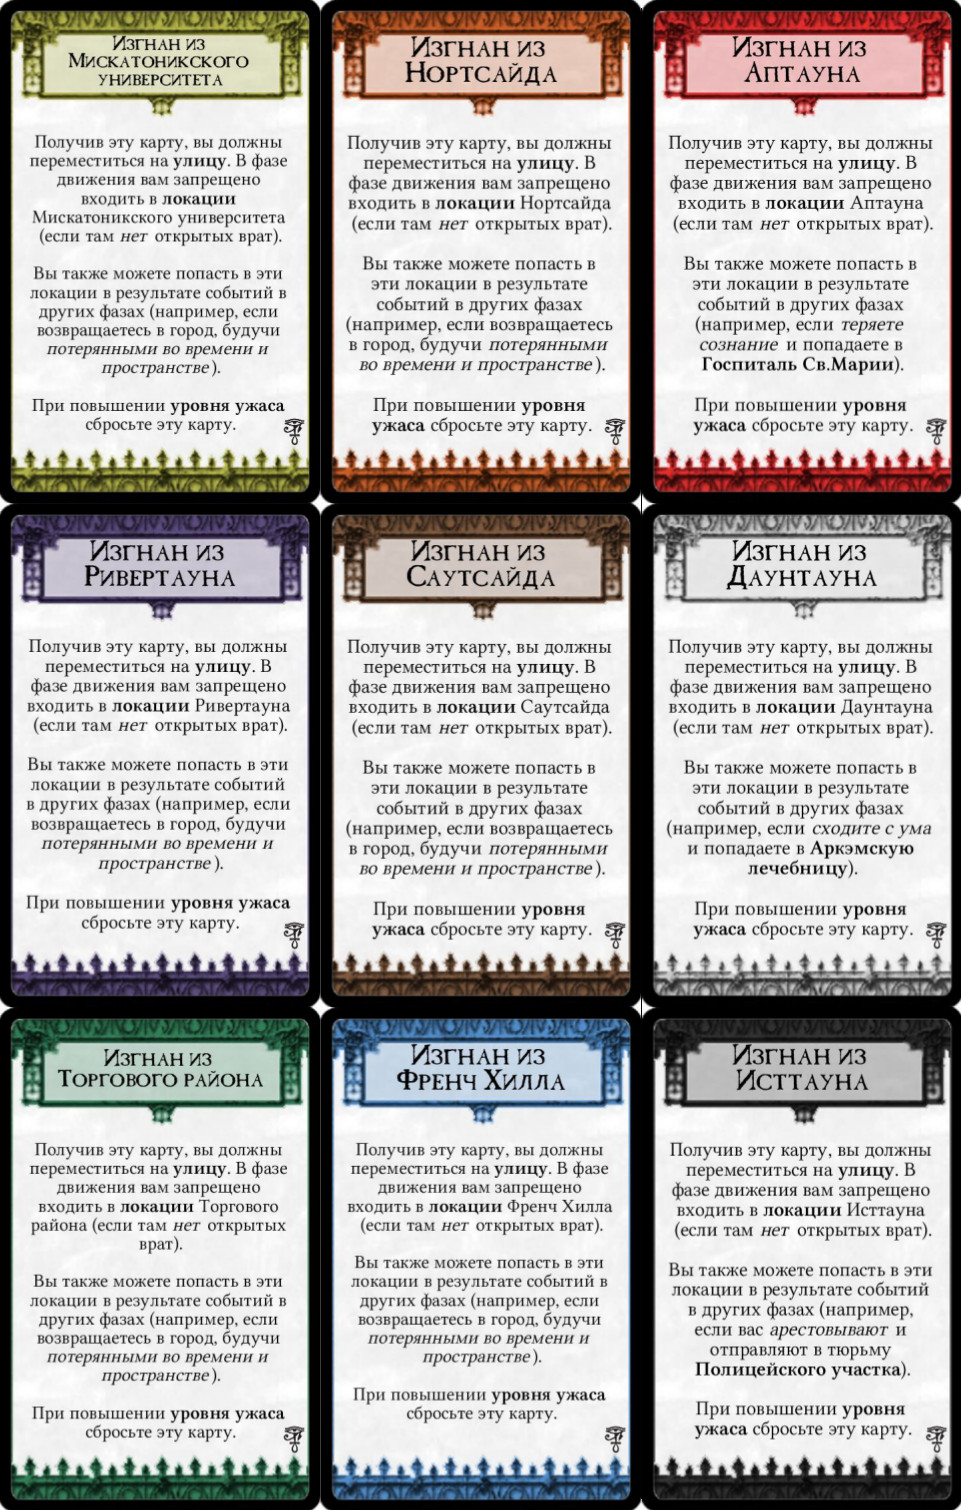 Изгнан из
Мискатоникского
университета
Получив эту карту, вы должны
переместиться на улицу. В фазе
движения вам запрещено
входить в локации
Мискатоникского университета
(если там нет открытых врат).
Вы также можете попасть в эти
локации в результате событий в
других фазах (например, если
возвращаетесь в город, будучи
потерянными во времени и
пространстве).
При повышении уровня ужаса
сбросьте эту карту.
Изгнан из
Нортсайда
Получив эту карту, вы должны
переместиться на улицу. В
фазе движения вам запрещено
входить в локации Нортсайда
(если там нет открытых врат).
Вы также можете попасть в
эти локации в результате
событий в других фазах
(например, если возвращаетесь
в город, будучи потерянными
во времени и пространстве).
При повышении уровня
ужаса сбросьте эту карту.
Изгнан из
Аптауна
Получив эту карту, вы должны
переместиться на улицу. В
фазе движения вам запрещено
входить в локации Аптауна
(если там нет открытых врат).
Вы также можете попасть в
эти локации в результате
событий в других фазах
(например, если теряете
сознание и попадаете в
Госпиталь Св.Марии).
При повышении уровня
ужаса сбросьте эту карту.
Изгнан из
Ривертауна
Получив эту карту, вы должны
переместиться на улицу. В
фазе движения вам запрещено
входить в локации Ривертауна
(если там нет открытых врат).
Вы также можете попасть в эти
локации в результате событий
в других фазах (например, если
возвращаетесь в город, будучи
потерянными во времени и
пространстве).
При повышении уровня ужаса
сбросьте эту карту.
Изгнан из
Саутсайда
Получив эту карту, вы должны
переместиться на улицу. В
фазе движения вам запрещено
входить в локации Саутсайда
(если там нет открытых врат).
Вы также можете попасть в
эти локации в результате
событий в других фазах
(например, если возвращаетесь
в город, будучи потерянными
во времени и пространстве).
При повышении уровня
ужаса сбросьте эту карту.
Изгнан из
Даунтауна
Получив эту карту, вы должны
переместиться на улицу. В
фазе движения вам запрещено
входить в локации Даунтауна
(если там нет открытых врат).
Вы также можете попасть в
эти локации в результате
событий в других фазах
(например, если сходите с ума
и попадаете в Аркэмскую
лечебницу).
При повышении уровня
ужаса сбросьте эту карту.
Изгнан из
Торгового района
Получив эту карту, вы должны
переместиться на улицу. В фазе
движения вам запрещено
входить в локации Торгового
района (если там нет открытых
врат).
Вы также можете попасть в эти
локации в результате событий в
других фазах (например, если
возвращаетесь в город, будучи
потерянными во времени и
пространстве).
При повышении уровня ужаса
сбросьте эту карту.
Изгнан из
Френч Хилла
Получив эту карту, вы должны
переместиться на улицу. В фазе
движения вам запрещено
входить в локации Френч Хилла
(если там нет открытых врат).
Вы также можете попасть в эти
локации в результате событий в
других фазах (например, если
возвращаетесь в город, будучи
потерянными во времени и
пространстве).
При повышении уровня ужаса
сбросьте эту карту.
Изгнан из
Исттауна
Получив эту карту, вы должны
переместиться на улицу. В
фазе движения вам запрещено
входить в локации Исттауна
(если там нет открытых врат).
Вы также можете попасть в эти
локации в результате событий
в других фазах (например,
если вас арестовывают и
отправляют в тюрьму
Полицейского участка).
При повышении уровня
ужаса сбросьте эту карту.